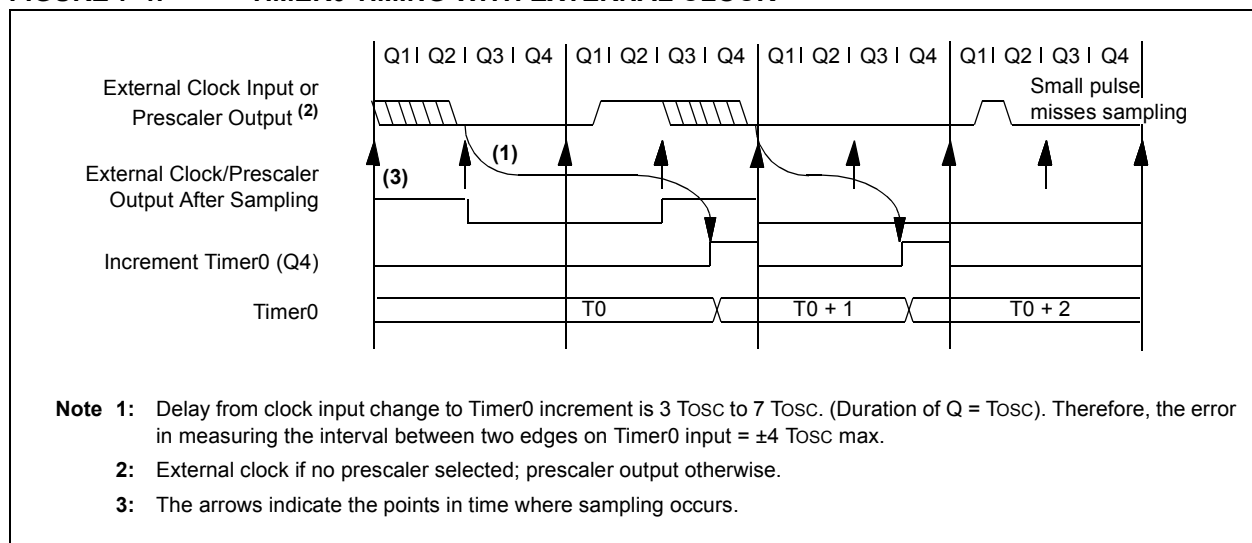 Q1 | Q2 | Q3 | Q4 | Q1 | Q2 | Q3 | Q4 | Q1 | Q2 | Q3 | Q4 | Q1 | Q2 | Q3 | Q4
External Clock Input or
Prescaler Output (2)
Small pulse
misses sampling
(1)
(3)
External Clock/Prescaler
Output After Sampling
Increment Timer0 (Q4)
Timer0
T0
T0 + 1
T0 + 2
Note 1: Delay from clock input change to Timer0 increment is 3 TOSC to 7 TOSC. (Duration of Q = TOSC). Therefore, the error
in measuring the interval between two edges on Timer0 input = ±4 TOSC max.
2: External clock if no prescaler selected; prescaler output otherwise.
3: The arrows indicate the points in time where sampling occurs.